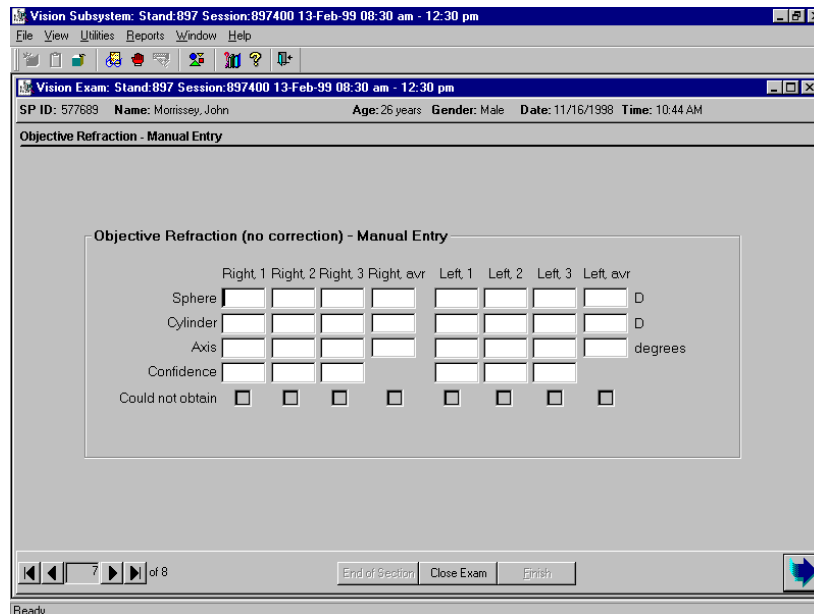 Vision Subsystem: Stand:897 Session:897400 13-Feb-99 08:30 am - 12:30 pm
File View Utilities Reports Window Help
Vision Exam: Stand:897 Session:897400 13-Feb-99 08:30 am - 12:30 pm
SP ID: 577689 Name: Morrissey, John Age: 26 years Gender: Male Date: 11/16/1998 Time: 10:44 AM
Objective Refraction - Manual Entry
Objective Refraction (no correction) - Manual Entry
Right, 1 Right, 2 Right, 3 Right, avr Left, 1 Left, 2 Left, 3 Left, avr
Sphere D
Cylinder D
Axis degrees
Confidence
Could not obtain
7 of 8 End of Section Close Exam Finish
Ready